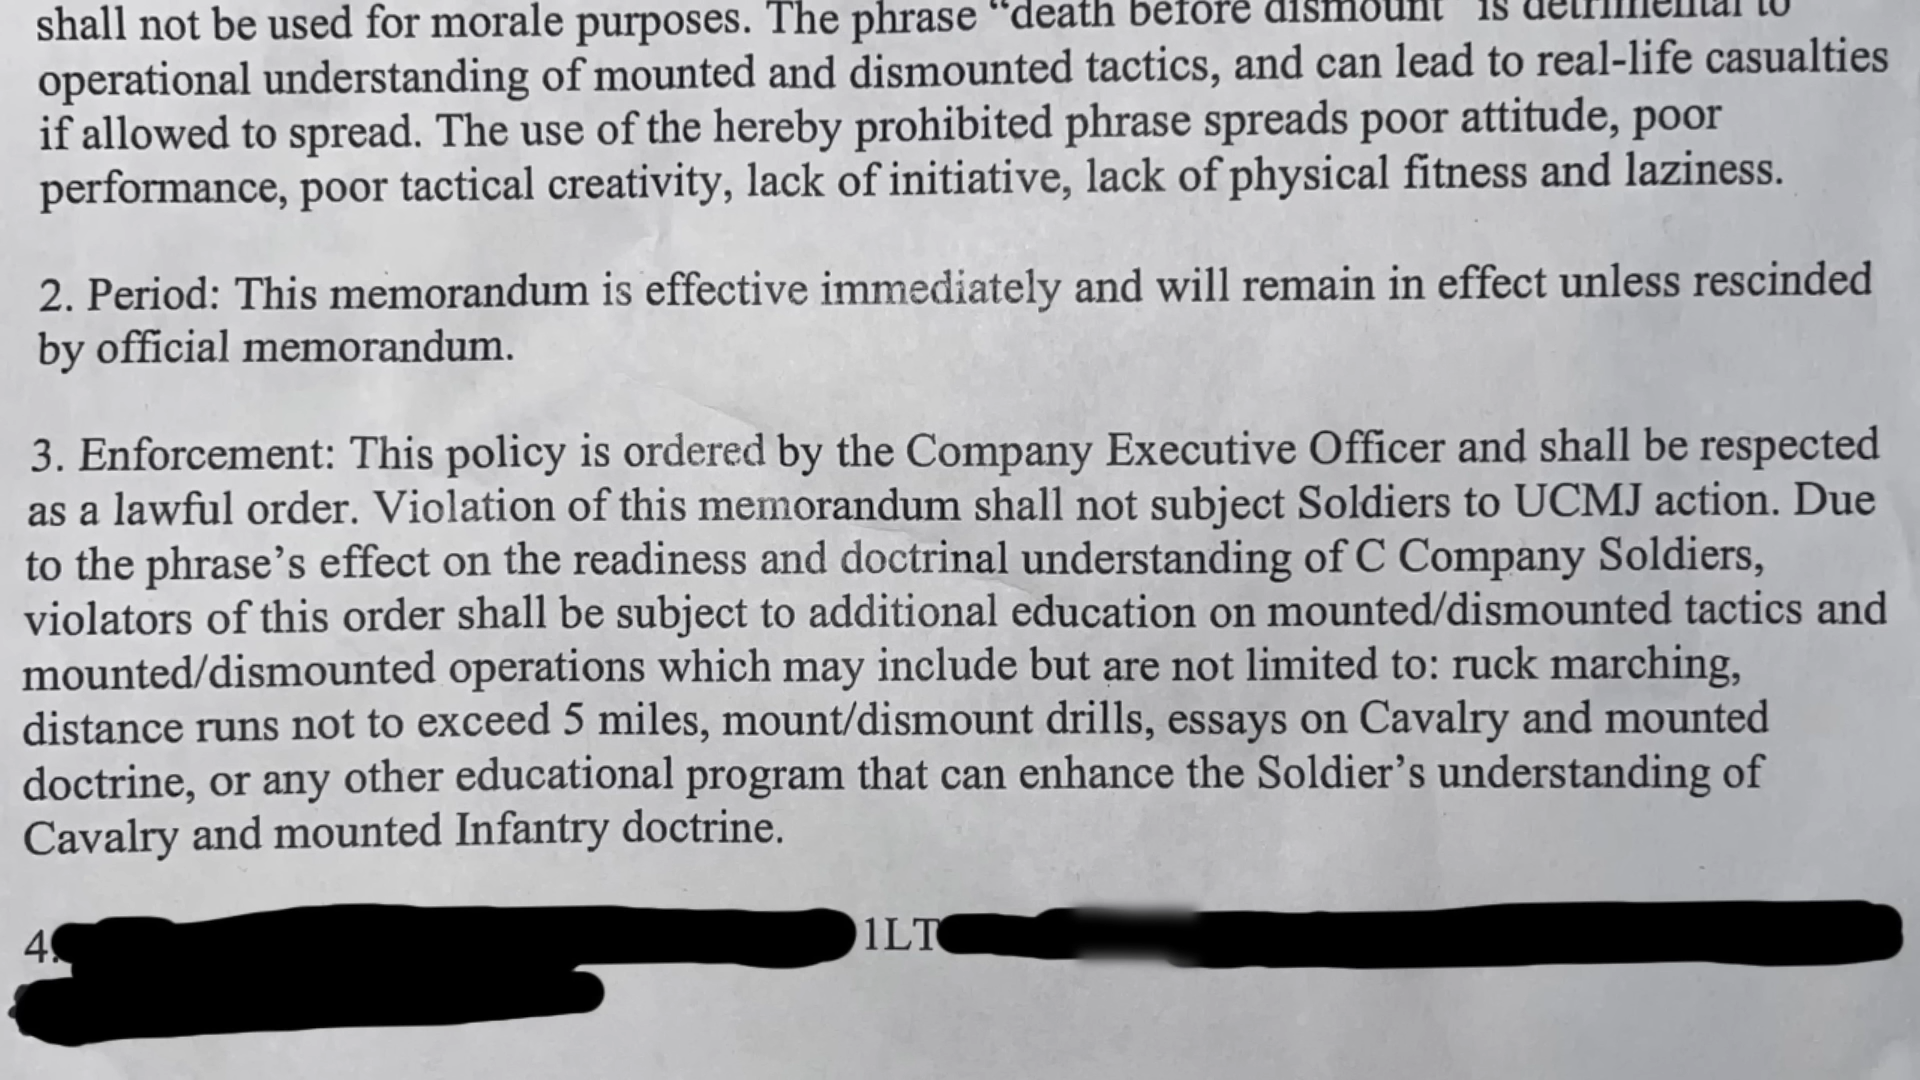 shall not be used for morale purposes. The phrase “death before dismount” is detrimental to
operational understanding of mounted and dismounted tactics, and can lead to real-life casualties
if allowed to spread. The use of the hereby prohibited phrase spreads poor attitude, poor
performance, poor tactical creativity, lack of initiative, lack of physical fitness and laziness.
2. Period: This memorandum is effective immediately and will remain in effect unless rescinded
by official memorandum.
3. Enforcement: This policy is ordered by the Company Executive Officer and shall be respected
as a lawful order. Violation of this memorandum shall not subject Soldiers to UCMJ action. Due
to the phrase’s effect on the readiness and doctrinal understanding of C Company Soldiers,
violators of this order shall be subject to additional education on mounted/dismounted tactics and
mounted/dismounted operations which may include but are not limited to: ruck marching,
distance runs not to exceed 5 miles, mount/dismount drills, essays on Cavalry and mounted
doctrine, or any other educational program that can enhance the Soldier’s understanding of
Cavalry and mounted Infantry doctrine.
4. 1LT